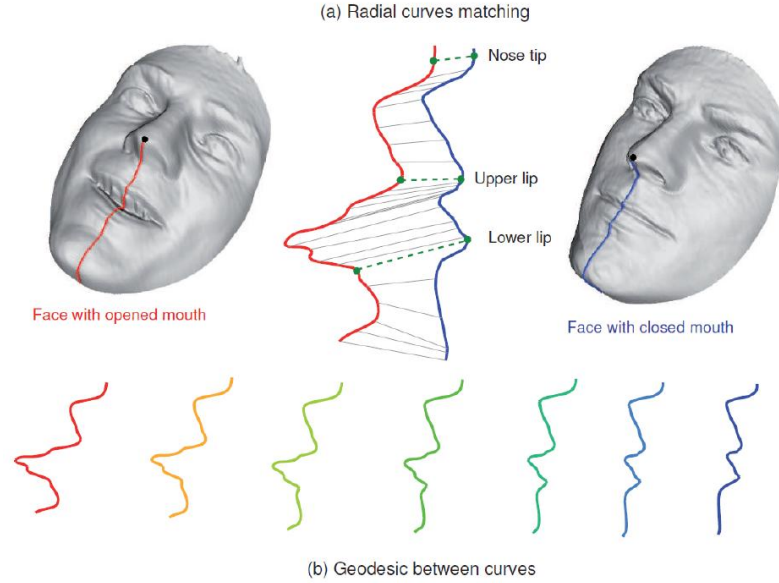 (a) Radial curves matching
Nose tip
Upper lip
Lower lip
Face with opened mouth
Face with closed mouth
(b) Geodesic between curves